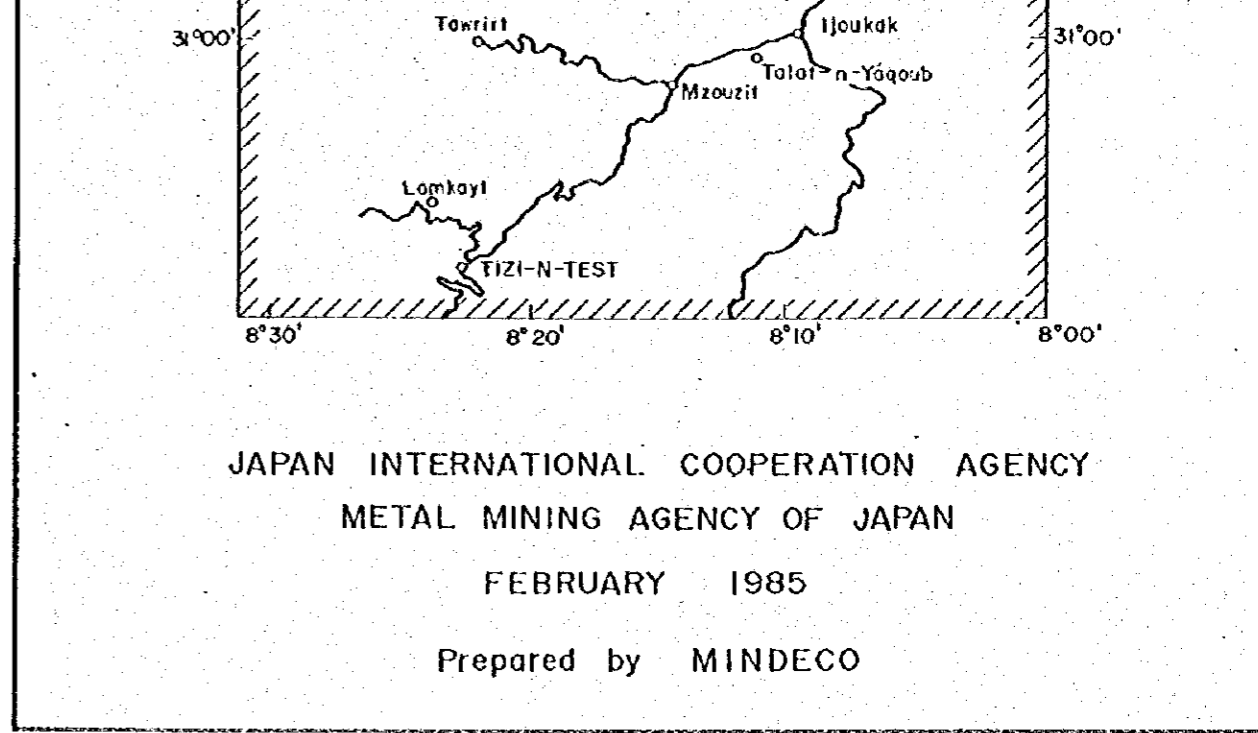 Tawrirt
Ijoukak
31°00'
31°00'
Talat-n-Yáqoub
Mzouzit
Lamkayt
TIZI-N-TEST
8°30'
8°20'
8°10'
8°00'
JAPAN INTERNATIONAL COOPERATION AGENCY
METAL MINING AGENCY OF JAPAN
FEBRUARY 1985
Prepared by MINDECO